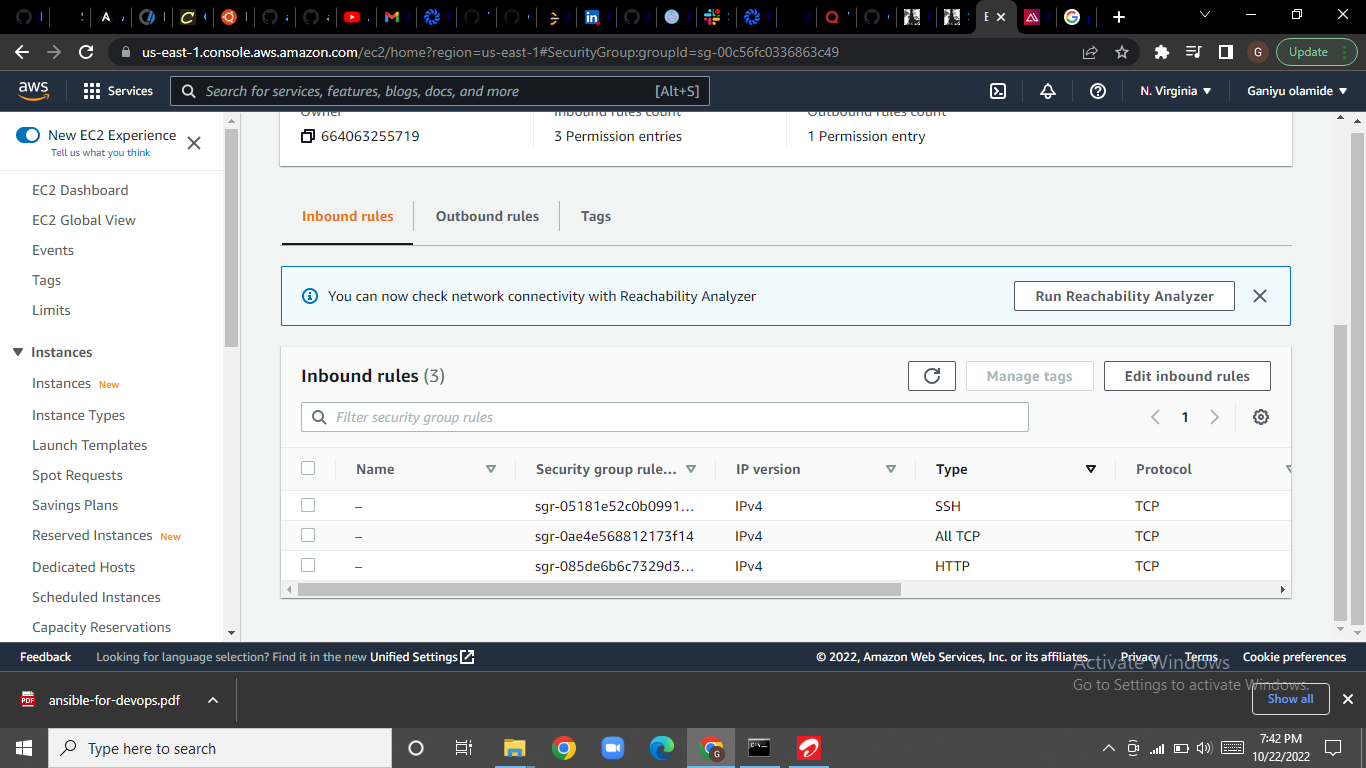 us-east-1.console.aws.amazon.com/ec2/home?region=us-east-1#SecurityGroup:groupId=sg-00c56fc0336863c49
G
Update
aws
Services
Search for services, features, blogs, docs, and more
[Alt+S]
N. Virginia
Ganiyu olamide
New EC2 Experience
Tell us what you think
EC2 Dashboard
EC2 Global View
Events
Tags
Limits
Instances
Instances New
Instance Types
Launch Templates
Spot Requests
Savings Plans
Reserved Instances New
Dedicated Hosts
Scheduled Instances
Capacity Reservations
Owner
Inbound rules count
Outbound rules count
664063255719
3 Permission entries
1 Permission entry
Inbound rules
Outbound rules
Tags
You can now check network connectivity with Reachability Analyzer
Run Reachability Analyzer
Inbound rules (3)
Manage tags
Edit inbound rules
Filter security group rules
1
Name
Security group rule...
IP version
Type
Protocol
– sgr-05181e52c0b0991... IPv4 SSH TCP
– sgr-0ae4e568812173f14 IPv4 All TCP TCP
– sgr-085de6b6c7329d3... IPv4 HTTP TCP
Feedback
Looking for language selection? Find it in the new Unified Settings
© 2022, Amazon Web Services, Inc. or its affiliates.
Privacy
Terms
Cookie preferences
Activate Windows
Go to Settings to activate Windows.
PDF
ansible-for-devops.pdf
Show all
Type here to search
7:42 PM
10/22/2022